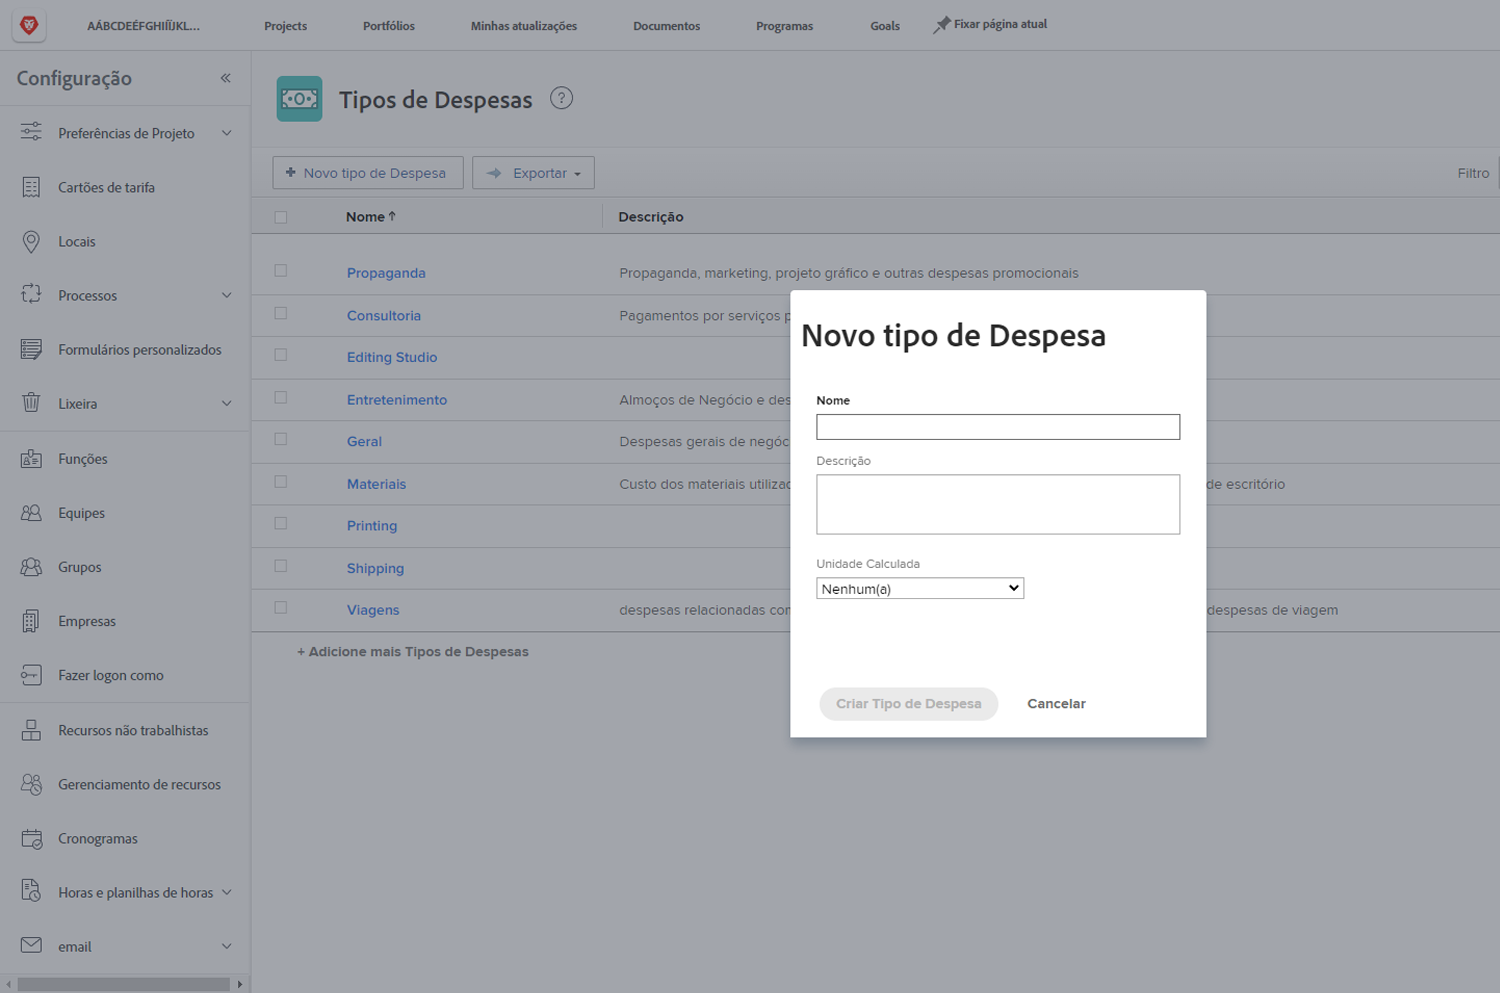 AÁBCDEÉFGHIÍÏJKL... Projects Portfólios Minhas atualizações Documentos Programas Goals Fixar página atual
Configuração
Preferências de Projeto
Cartões de tarifa
Locais
Processos
Formulários personalizados
Lixeira
Funções
Equipes
Grupos
Empresas
Fazer logon como
Recursos não trabalhistas
Gerenciamento de recursos
Cronogramas
Horas e planilhas de horas
email
Tipos de Despesas ?
+ Novo tipo de Despesa Exportar Filtro
Nome ↑ Descrição
Propaganda Propaganda, marketing, projeto gráfico e outras despesas promocionais
Consultoria Pagamentos por serviços p
Editing Studio
Entretenimento Almoços de Negócio e des
Geral Despesas gerais de negóc
Materiais Custo dos materiais utilizad de escritório
Printing
Shipping
Viagens despesas relacionadas con despesas de viagem
+ Adicione mais Tipos de Despesas
Novo tipo de Despesa
Nome
Descrição
Unidade Calculada
Nenhum(a)
Criar Tipo de Despesa Cancelar